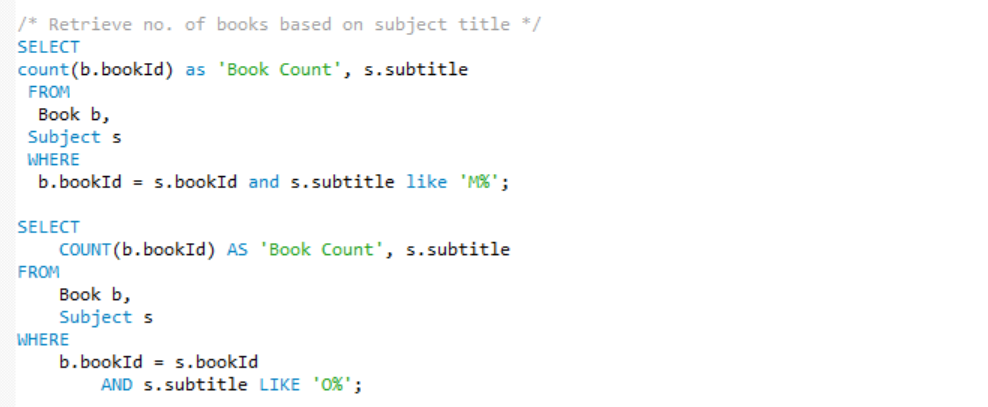 /* Retrieve no. of books based on subject title */
SELECT
count(b.bookId) as 'Book Count', s.subtitle
FROM
Book b,
Subject s
WHERE
b.bookId = s.bookId and s.subtitle like 'M%';
SELECT
COUNT(b.bookId) AS 'Book Count', s.subtitle
FROM
Book b,
Subject s
WHERE
b.bookId = s.bookId
AND s.subtitle LIKE 'O%';